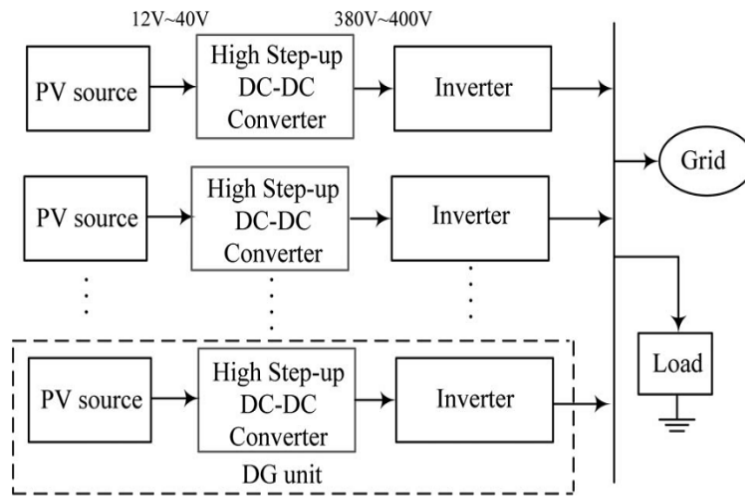 12V~40V
380V~400V
PV source
High Step-up
DC-DC
Converter
Inverter
Grid
PV source
High Step-up
DC-DC
Converter
Inverter
Load
PV source
High Step-up
DC-DC
Converter
Inverter
DG unit